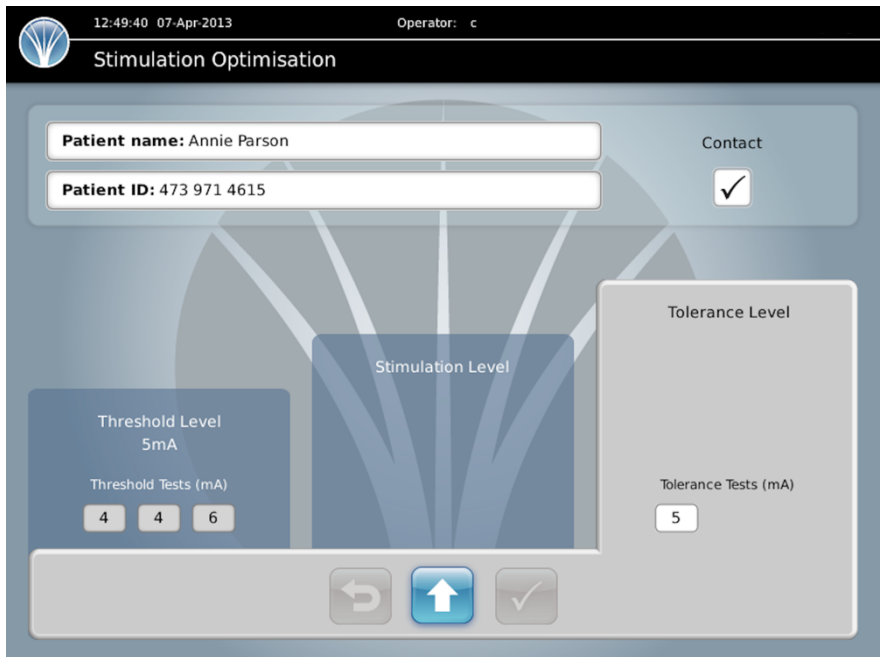 12:49:40 07-Apr-2013 Operator: c
Stimulation Optimisation
Patient name: Annie Parson
Contact
Patient ID: 473 971 4615
Tolerance Level
Stimulation Level
Threshold Level
5mA
Threshold Tests (mA)
4 4 6
Tolerance Tests (mA)
5